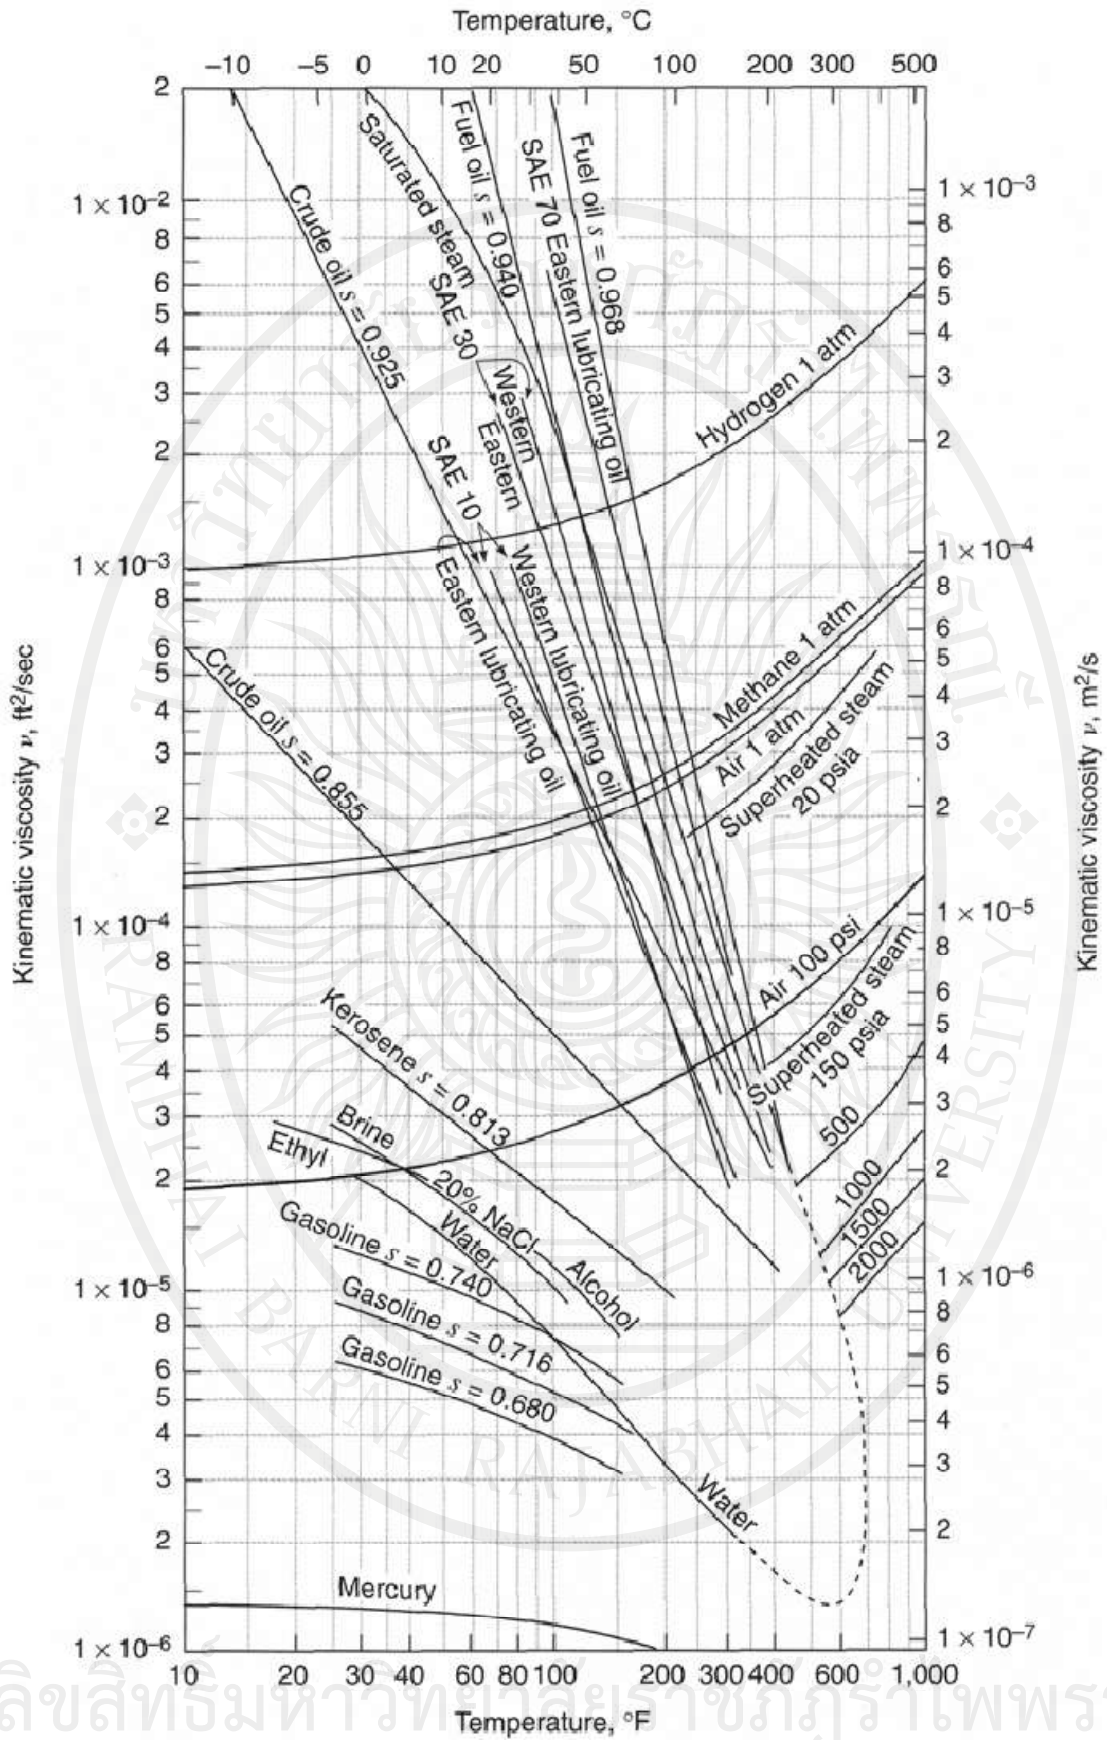 Temperature, °C
−10 −5 0 10 20 50 100 200 300 500
2
1 × 10−2
8
6
5
4
3
2
1 × 10−3
8
6
5
4
3
2
1 × 10−4
8
6
5
4
3
2
1 × 10−5
8
6
5
4
3
2
1 × 10−6
Kinematic viscosity ν, ft2/sec
1 × 10−3
8
6
5
4
3
2
1 × 10−4
8
6
5
4
3
2
1 × 10−5
8
6
5
4
3
2
1 × 10−6
8
6
5
4
3
2
1 × 10−7
Kinematic viscosity ν, m2/s
Crude oil s = 0.925
Saturated steam
Fuel oil s = 0.940
SAE 70 Eastern lubricating oil
Fuel oil s = 0.968
SAE 30
Western
Eastern
Hydrogen 1 atm
SAE 10
Eastern lubricating oil
Western lubricating oil
Crude oil s = 0.855
Methane 1 atm
Air 1 atm
Superheated steam
20 psia
Air 100 psi
Superheated steam
150 psia
500
1000
1500
2000
Kerosene s = 0.813
Brine
20% NaCl
Ethyl
Alcohol
Water
Gasoline s = 0.740
Gasoline s = 0.716
Gasoline s = 0.680
Water
Mercury
10 20 30 40 60 80 100 200 300 400 600 1,000
Temperature, °F
RAMBHAI BARNI RAJABHAT UNIVERSITY